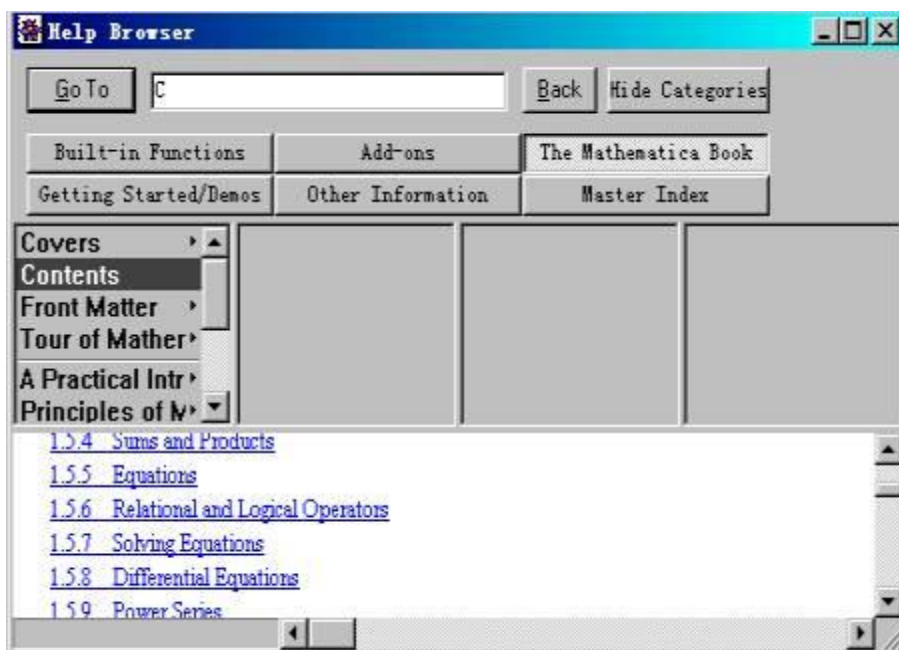 Help Browser
Go To C Back Hide Categories
Built-in Functions Add-ons The Mathematica Book
Getting Started/Demos Other Information Master Index
Covers
Contents
Front Matter
Tour of Mather
A Practical Intr
Principles of M
1.5.4 Sums and Products
1.5.5 Equations
1.5.6 Relational and Logical Operators
1.5.7 Solving Equations
1.5.8 Differential Equations
1.5.9 Power Series